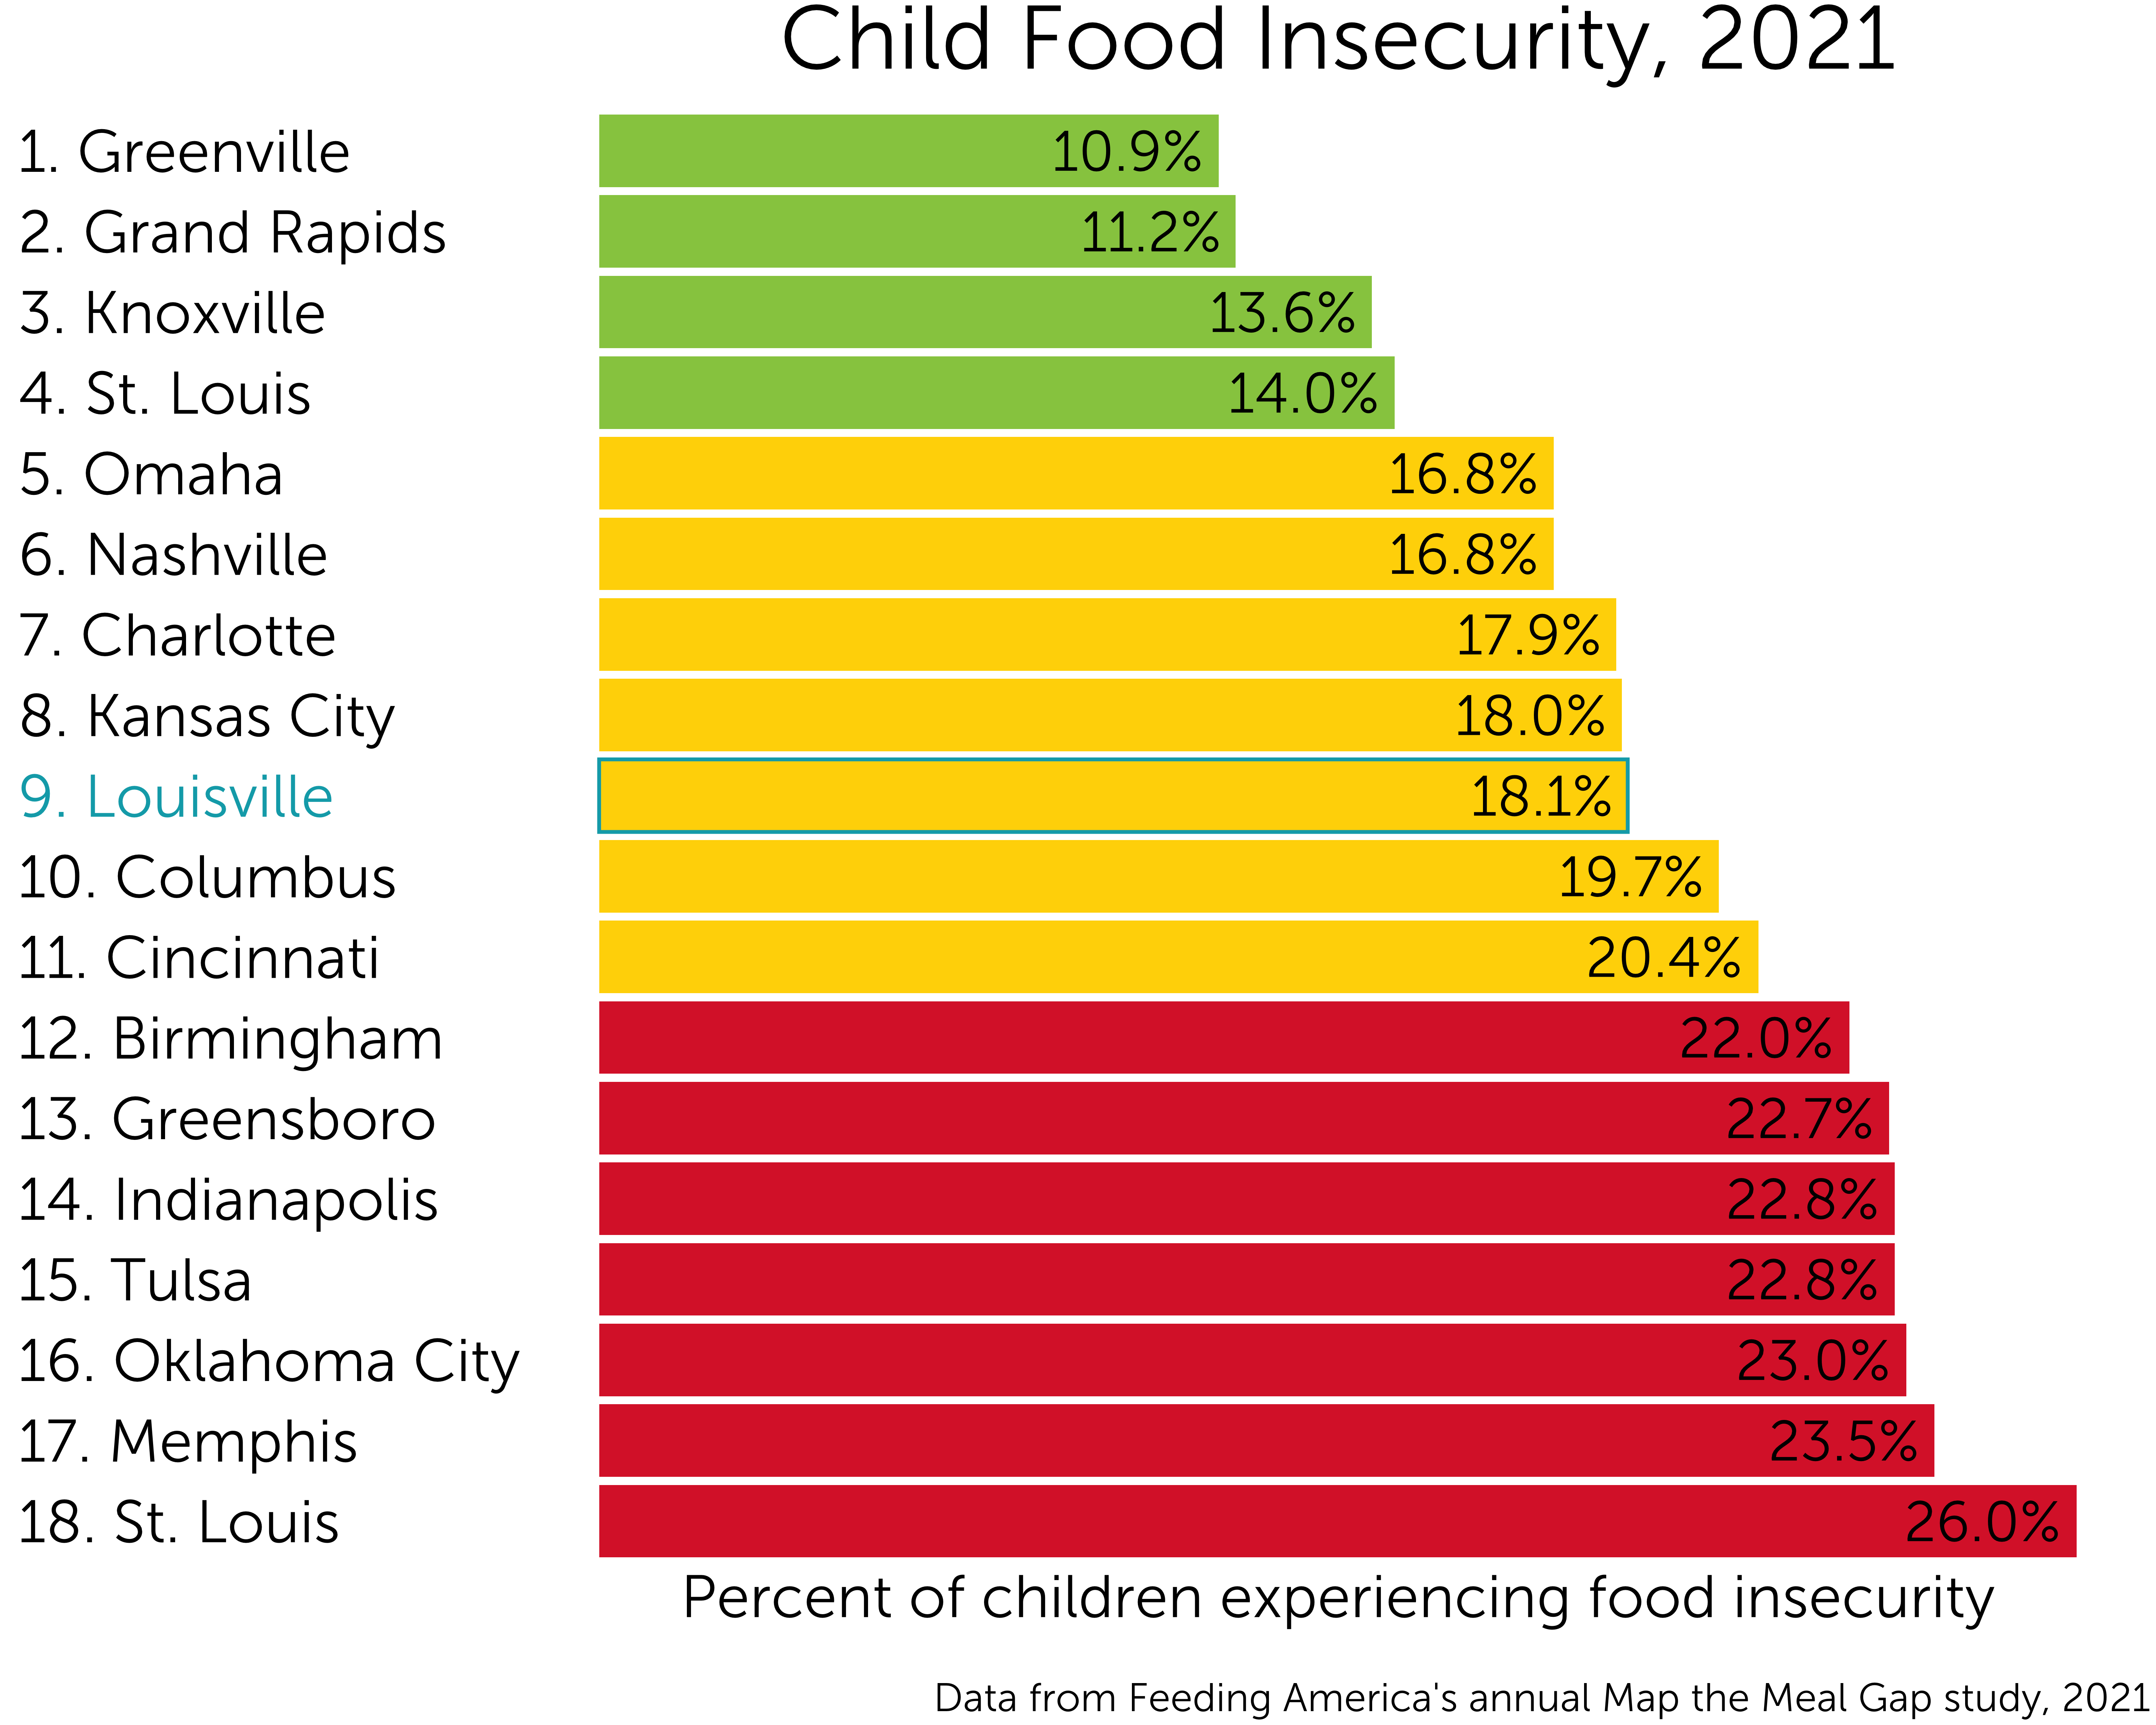 Child Food Insecurity, 2021
1. Greenville 10.9%
2. Grand Rapids 11.2%
3. Knoxville 13.6%
4. St. Louis 14.0%
5. Omaha 16.8%
6. Nashville 16.8%
7. Charlotte 17.9%
8. Kansas City 18.0%
9. Louisville 18.1%
10. Columbus 19.7%
11. Cincinnati 20.4%
12. Birmingham 22.0%
13. Greensboro 22.7%
14. Indianapolis 22.8%
15. Tulsa 22.8%
16. Oklahoma City 23.0%
17. Memphis 23.5%
18. St. Louis 26.0%
Percent of children experiencing food insecurity
Data from Feeding America's annual Map the Meal Gap study, 2021